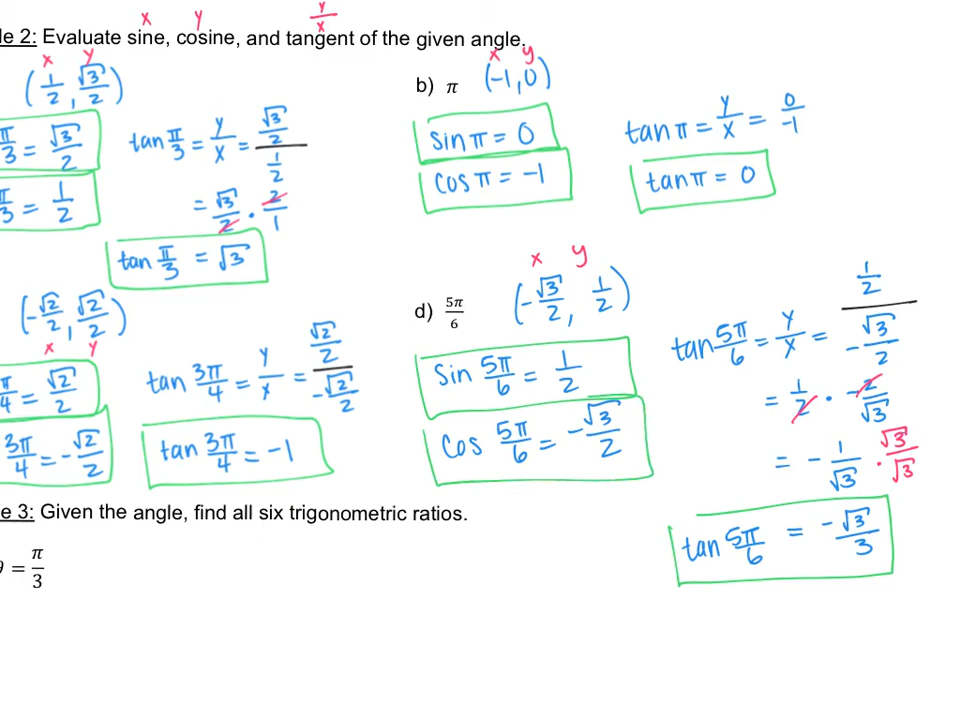 x y y/x
le 2: Evaluate sine, cosine, and tangent of the given angle.
x y
(1/2, √3/2)
π/3 = √3/2
π/3 = 1/2
tan π/3 = y/x = (√3/2)/(1/2)
= √3/2 · 2/1
tan π/3 = √3
x y
b) π (-1, 0)
sin π = 0
cos π = -1
tan π = y/x = 0/-1
tan π = 0
(-√2/2, √2/2)
x y
π/4 = √2/2
3π/4 = -√2/2
tan 3π/4 = y/x = (√2/2)/(-√2/2)
tan 3π/4 = -1
x y
d) 5π/6 (-√3/2, 1/2)
Sin 5π/6 = 1/2
Cos 5π/6 = -√3/2
tan 5π/6 = y/x = (1/2)/(-√3/2)
= 1/2 · -2/√3
= -1/√3 · √3/√3
tan 5π/6 = -√3/3
e 3: Given the angle, find all six trigonometric ratios.
θ = π/3